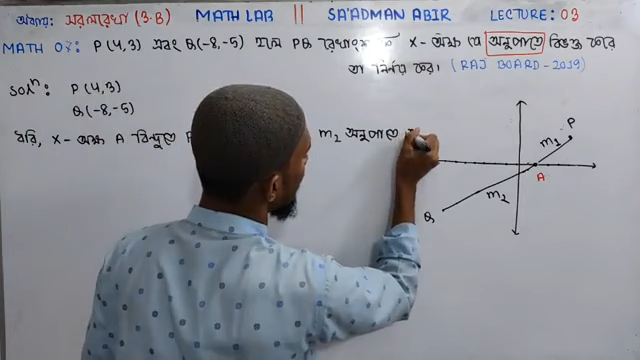 অধ্যায়: সরলরেখা (3.B) MATH LAB || SA'ADMAN ABIR LECTURE: 03
MATH 07: P(4,3) এবং Q(-8,-5) হলে PQ রেখাংশকে X-অক্ষ যে অনুপাতে বিভক্ত করে
তা নির্ণয় কর। (RAJ BOARD-2019)
Solⁿ: P(4,3)
Q(-8,-5)
ধরি, X-অক্ষ A বিন্দুতে m₂ অনুপাতে
P
m₁
A
m₂
Q